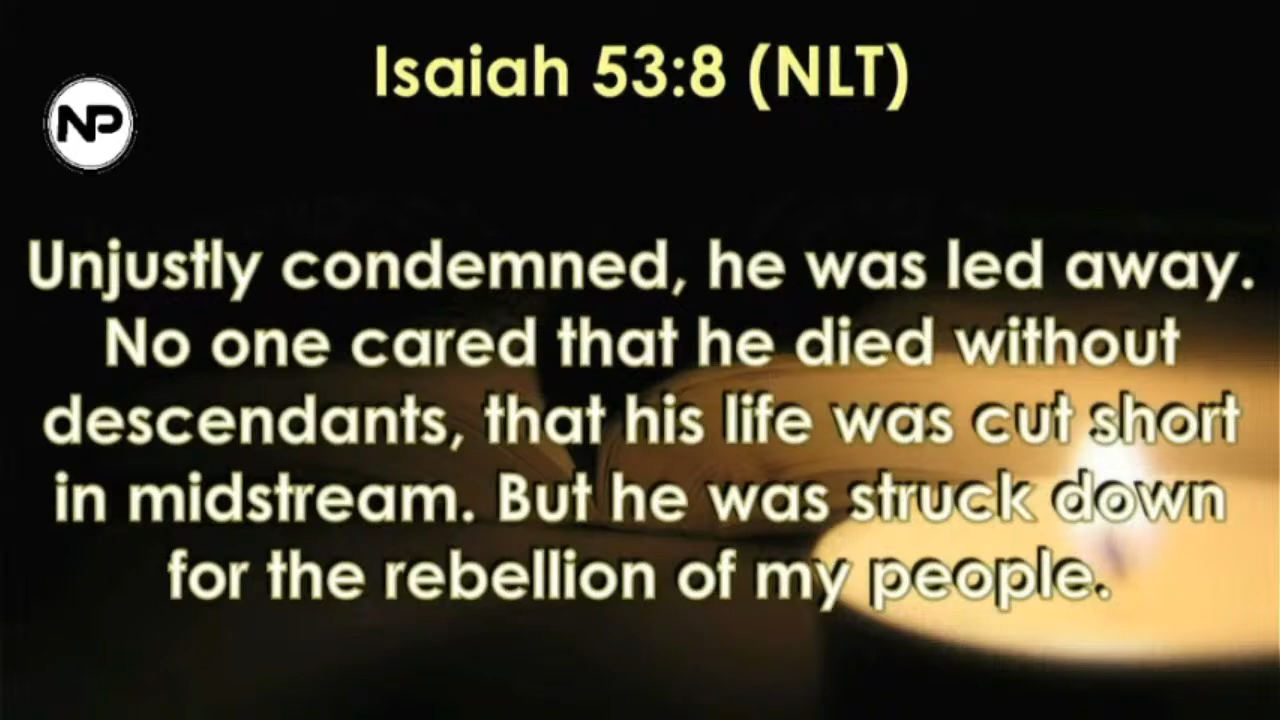 Isaiah 53:8 (NLT)
NP
Unjustly condemned, he was led away.
No one cared that he died without
descendants, that his life was cut short
in midstream. But he was struck down
for the rebellion of my people.